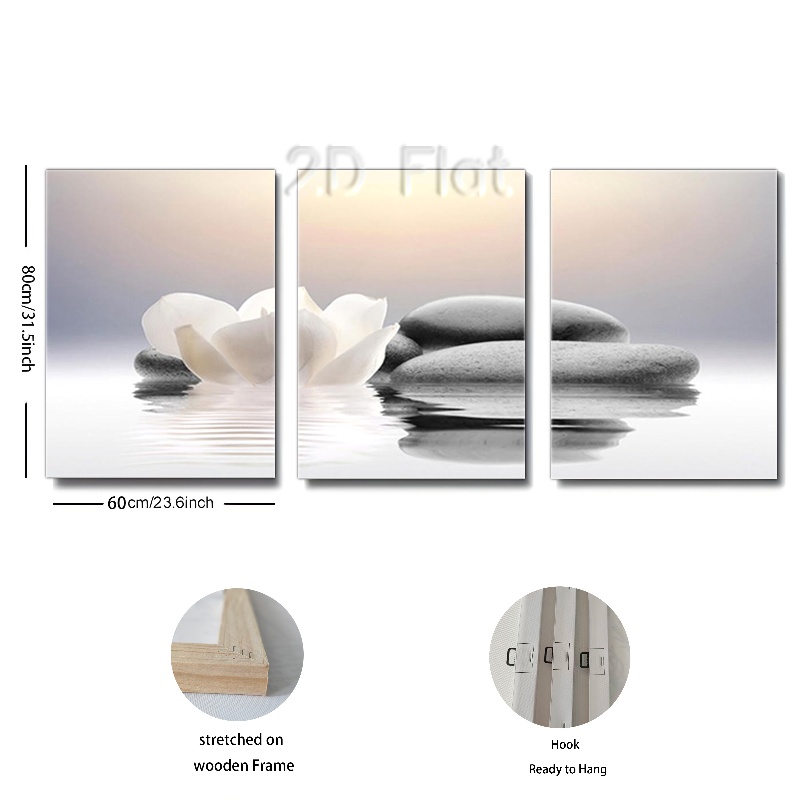 2D Flat
80cm/31.5inch
60cm/23.6inch
stretched on
wooden Frame
Hook
Ready to Hang